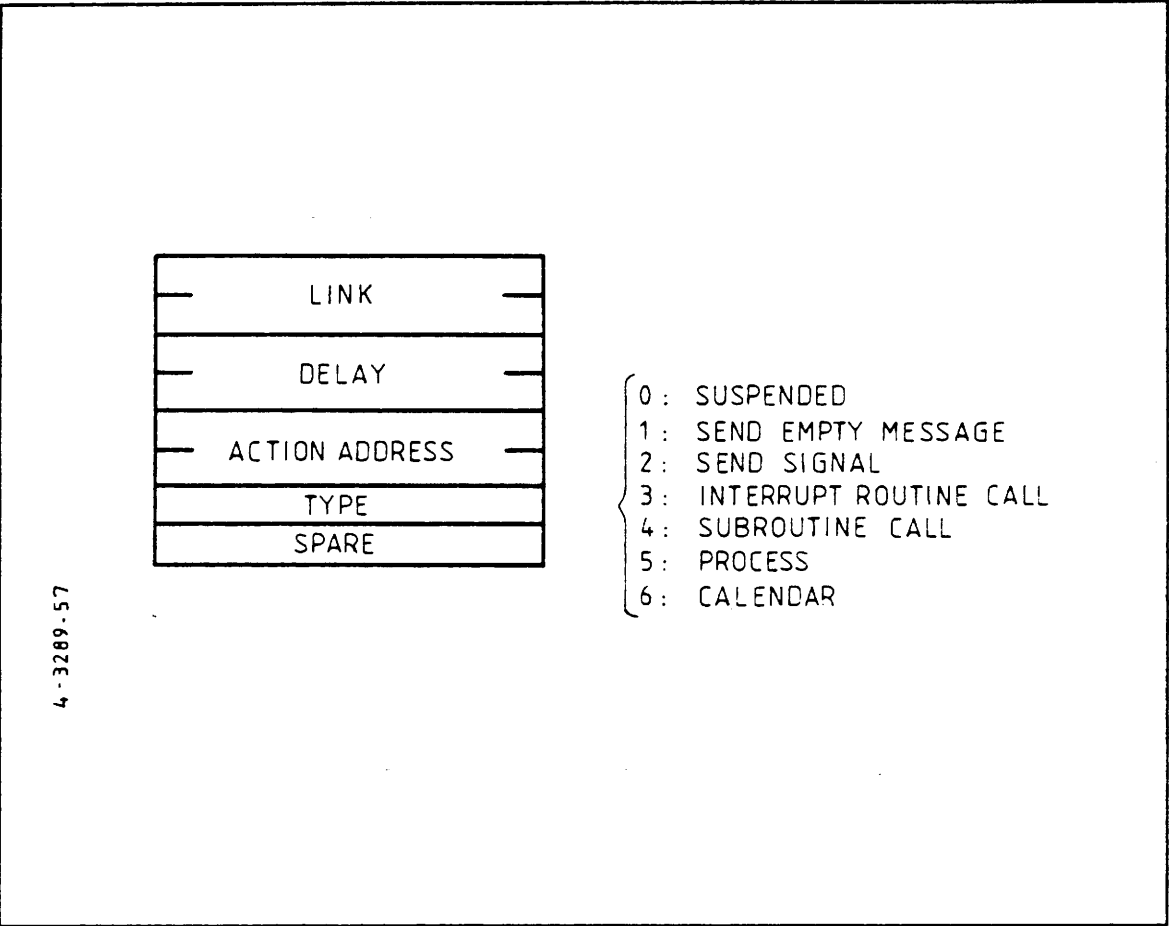 LINK
DELAY
ACTION ADDRESS
TYPE
SPARE
0: SUSPENDED
1: SEND EMPTY MESSAGE
2: SEND SIGNAL
3: INTERRUPT ROUTINE CALL
4: SUBROUTINE CALL
5: PROCESS
6: CALENDAR
4-3289-57